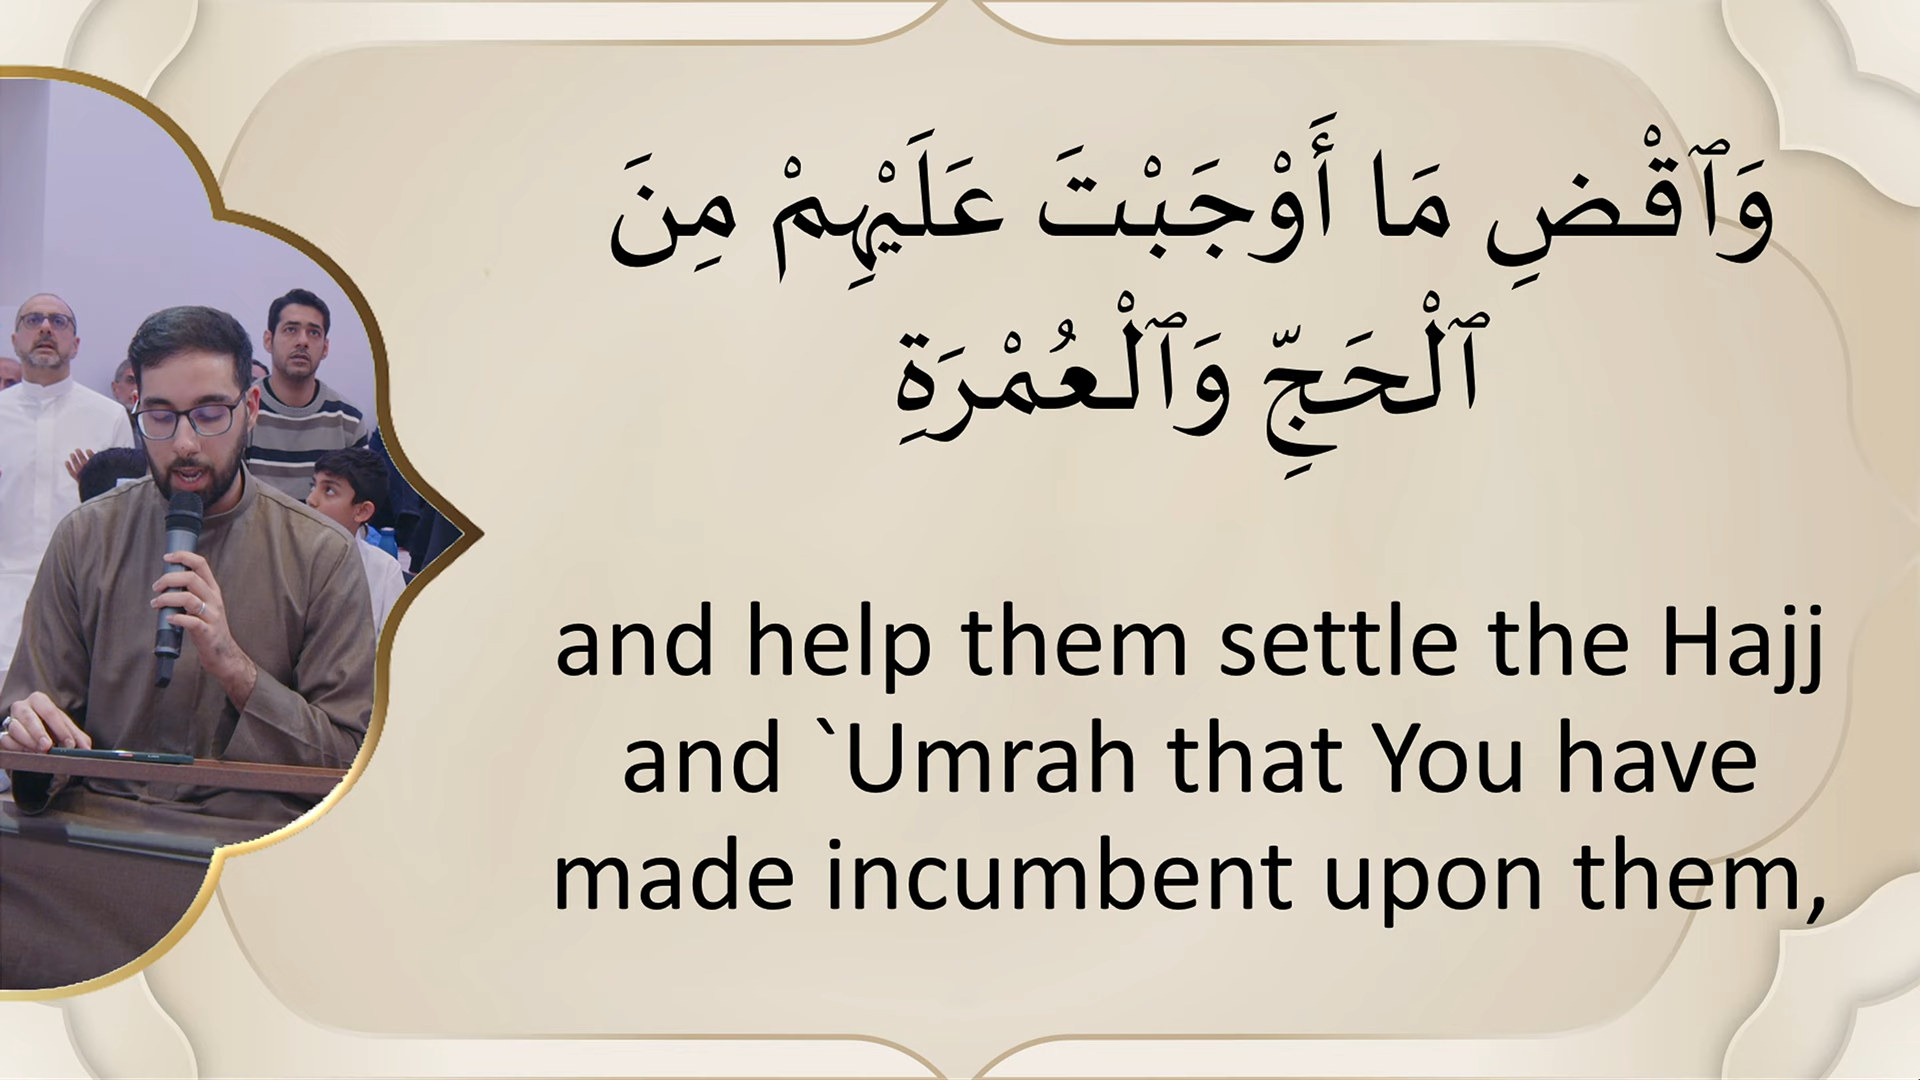 وَٱقْضِ مَا أَوْجَبْتَ عَلَيْهِمْ مِنَ
ٱلْحَجِّ وَٱلْعُمْرَةِ
and help them settle the Hajj
and `Umrah that You have
made incumbent upon them,